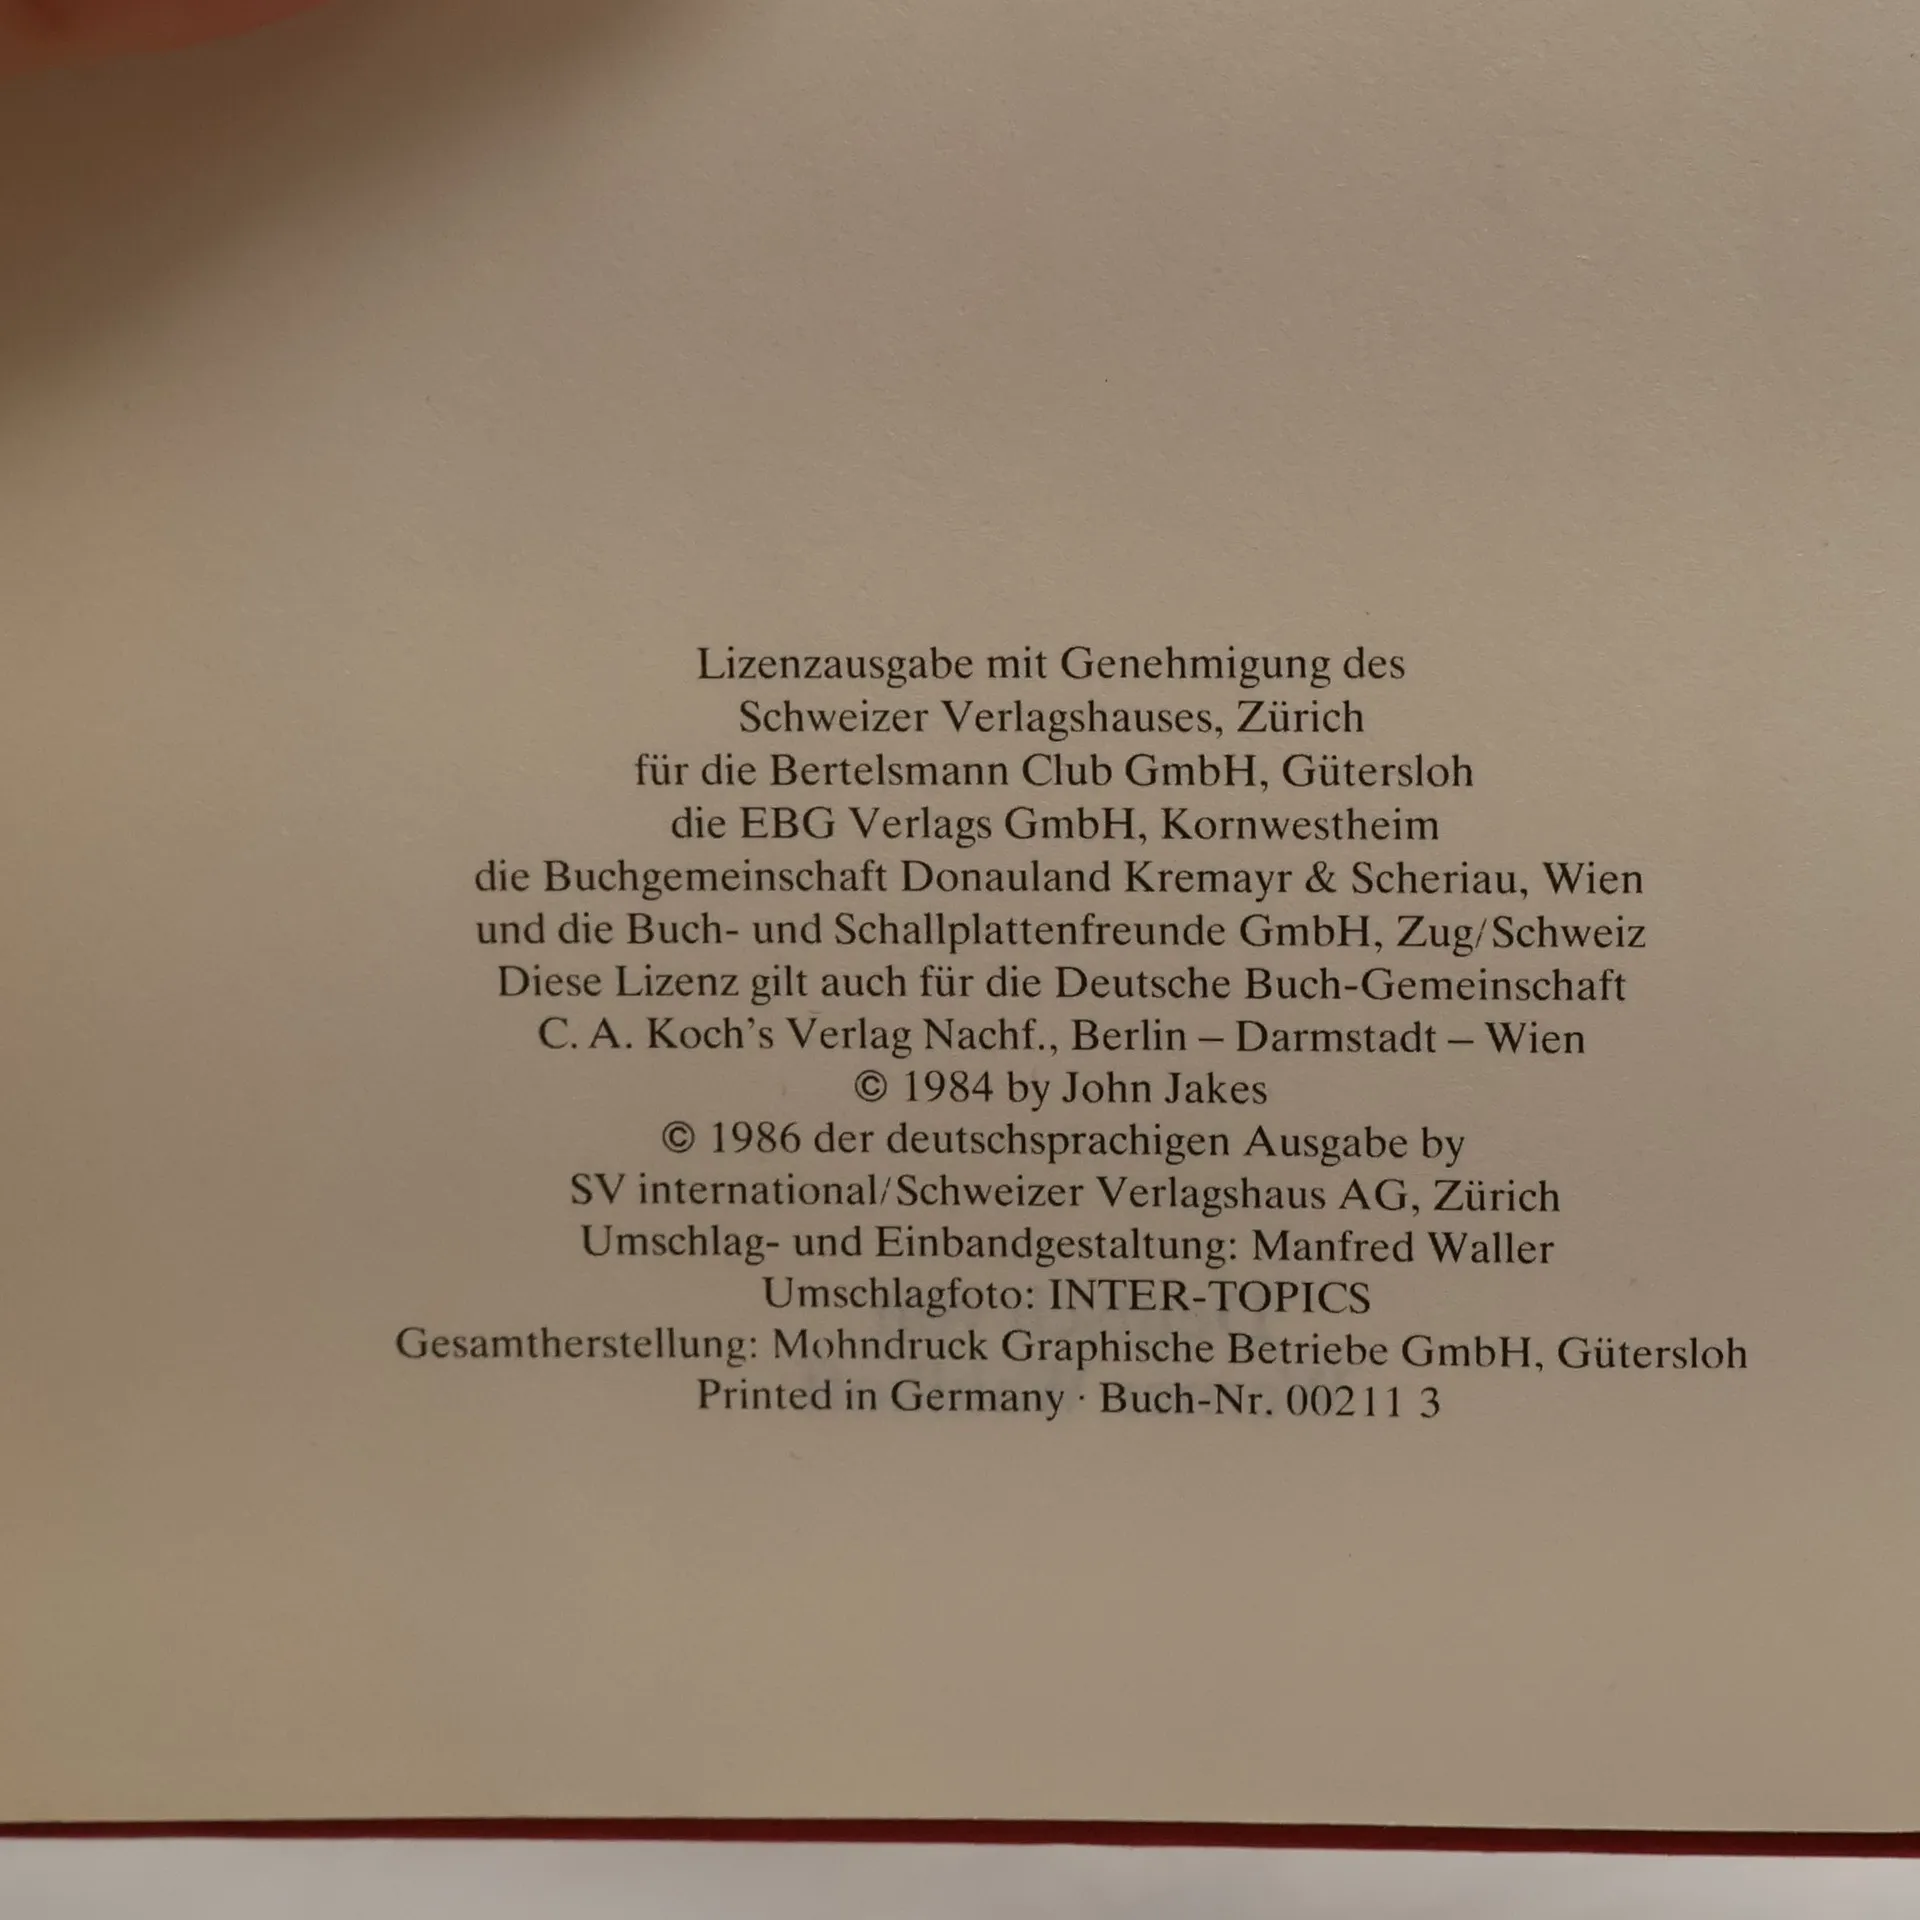 Lizenzausgabe mit Genehmigung des
Schweizer Verlagshauses, Zürich
für die Bertelsmann Club GmbH, Gütersloh
die EBG Verlags GmbH, Kornwestheim
die Buchgemeinschaft Donauland Kremayr & Scheriau, Wien
und die Buch- und Schallplattenfreunde GmbH, Zug/Schweiz
Diese Lizenz gilt auch für die Deutsche Buch-Gemeinschaft
C. A. Koch’s Verlag Nachf., Berlin – Darmstadt – Wien
© 1984 by John Jakes
© 1986 der deutschsprachigen Ausgabe by
SV international/Schweizer Verlagshaus AG, Zürich
Umschlag- und Einbandgestaltung: Manfred Waller
Umschlagfoto: INTER-TOPICS
Gesamtherstellung: Mohndruck Graphische Betriebe GmbH, Gütersloh
Printed in Germany · Buch-Nr. 00211 3